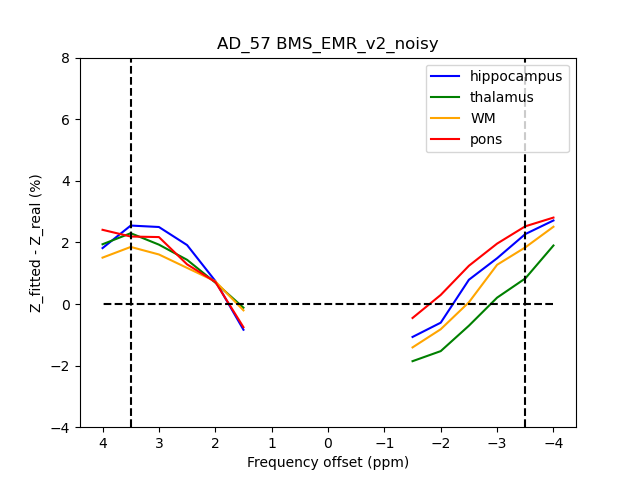 AD_57 BMS_EMR_v2_noisy
hippocampus
thalamus
WM
pons
Z_fitted - Z_real (%)
8
6
4
2
0
−2
−4
4
3
2
1
0
−1
−2
−3
−4
Frequency offset (ppm)